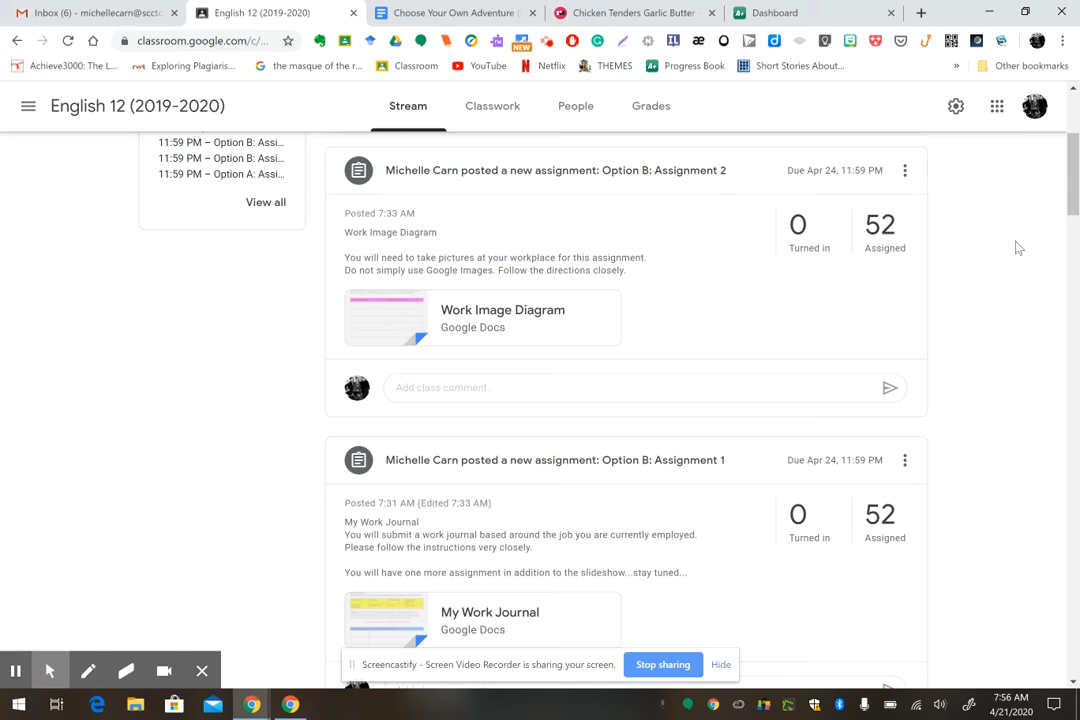 Inbox (6) - michellecarn@sccto
English 12 (2019-2020)
Choose Your Own Adventure (
Chicken Tenders Garlic Butter -
Dashboard
classroom.google.com/c/...
NEW
Achieve3000: The L...
rwt Exploring Plagiaris...
the masque of the r...
Classroom
YouTube
Netflix
THEMES
Progress Book
Short Stories About...
»
Other bookmarks
English 12 (2019-2020)
Stream
Classwork
People
Grades
11:59 PM – Option B: Assi...
11:59 PM – Option B: Assi...
11:59 PM – Option A: Assi...
View all
Michelle Carn posted a new assignment: Option B: Assignment 2
Due Apr 24, 11:59 PM
Posted 7:33 AM
Work Image Diagram
You will need to take pictures at your workplace for this assignment.
Do not simply use Google Images. Follow the directions closely.
0
Turned in
52
Assigned
Work Image Diagram
Google Docs
Add class comment...
Michelle Carn posted a new assignment: Option B: Assignment 1
Due Apr 24, 11:59 PM
Posted 7:31 AM (Edited 7:33 AM)
My Work Journal
You will submit a work journal based around the job you are currently employed.
Please follow the instructions very closely.
You will have one more assignment in addition to the slideshow...stay tuned...
0
Turned in
52
Assigned
My Work Journal
Google Docs
Screencastify - Screen Video Recorder is sharing your screen.
Stop sharing
Hide
7:56 AM
4/21/2020